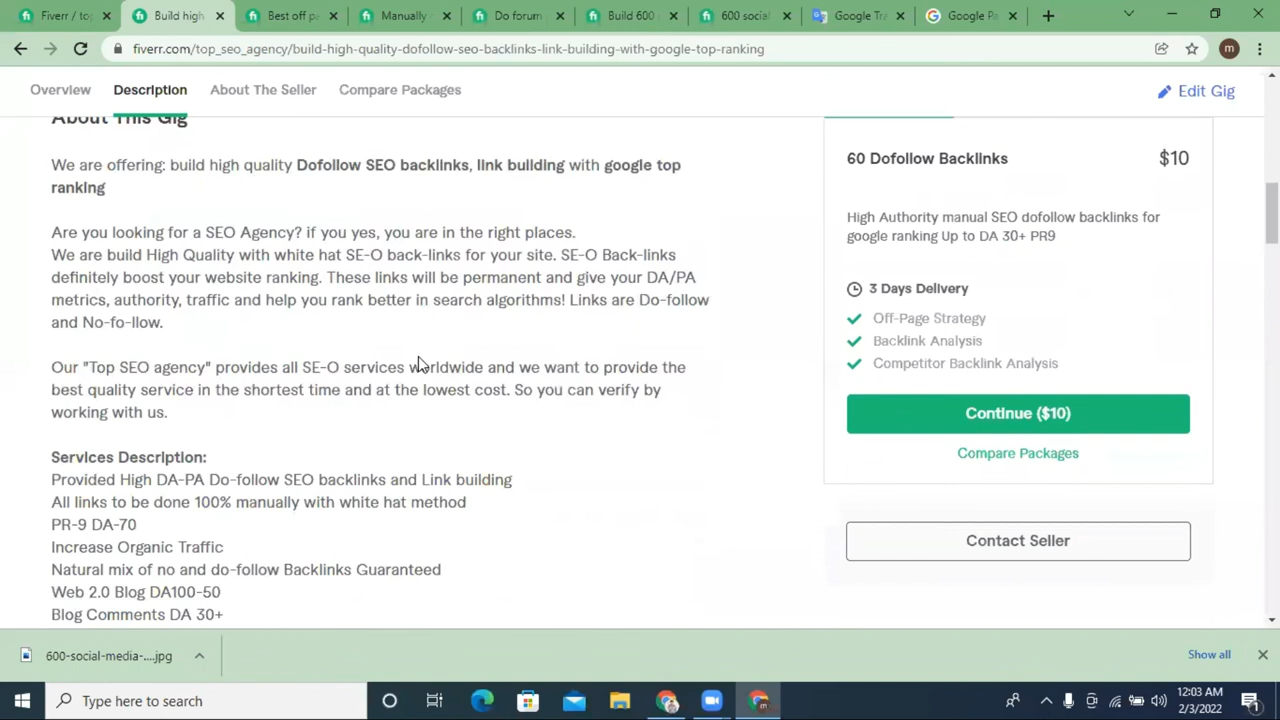 Fiverr / top
Build high
Best off pa
Manually /
Do forum
Build 600 r
600 social
Google Tra
Google Pa
fiverr.com/top_seo_agency/build-high-quality-dofollow-seo-backlinks-link-building-with-google-top-ranking
m
Overview
Description
About The Seller
Compare Packages
Edit Gig
About This Gig
We are offering: build high quality Dofollow SEO backlinks, link building with google top
ranking
Are you looking for a SEO Agency? if you yes, you are in the right places.
We are build High Quality with white hat SE-O back-links for your site. SE-O Back-links
definitely boost your website ranking. These links will be permanent and give your DA/PA
metrics, authority, traffic and help you rank better in search algorithms! Links are Do-follow
and No-fo-llow.
Our "Top SEO agency" provides all SE-O services worldwide and we want to provide the
best quality service in the shortest time and at the lowest cost. So you can verify by
working with us.
Services Description:
Provided High DA-PA Do-follow SEO backlinks and Link building
All links to be done 100% manually with white hat method
PR-9 DA-70
Increase Organic Traffic
Natural mix of no and do-follow Backlinks Guaranteed
Web 2.0 Blog DA100-50
Blog Comments DA 30+
60 Dofollow Backlinks $10
High Authority manual SEO dofollow backlinks for
google ranking Up to DA 30+ PR9
3 Days Delivery
Off-Page Strategy
Backlink Analysis
Competitor Backlink Analysis
Continue ($10)
Compare Packages
Contact Seller
600-social-media-....jpg
Show all
Type here to search
12:03 AM
2/3/2022
1